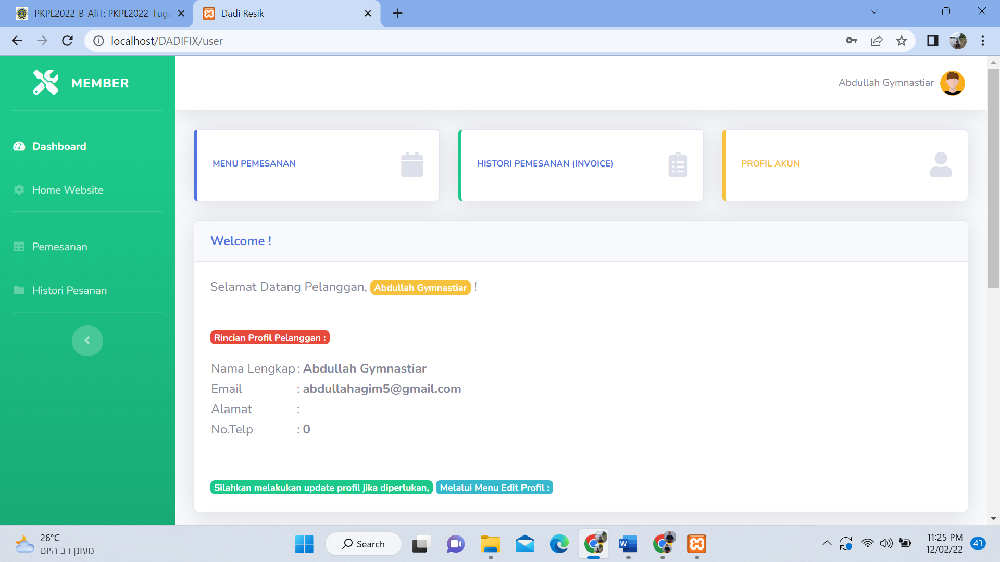 PKPL2022-B-AliT: PKPL2022-Tuga
Dadi Resik
localhost/DADIFIX/user
MEMBER
Abdullah Gymnastiar
Dashboard
Home Website
Pemesanan
Histori Pesanan
MENU PEMESANAN
HISTORI PEMESANAN (INVOICE)
PROFIL AKUN
Welcome !
Selamat Datang Pelanggan, Abdullah Gymnastiar !
Rincian Profil Pelanggan :
Nama Lengkap : Abdullah Gymnastiar
Email : abdullahagim5@gmail.com
Alamat :
No.Telp : 0
Silahkan melakukan update profil jika diperlukan, Melalui Menu Edit Profil :
26°C
מעונן רב היום
Search
W
11:25 PM
12/02/22
43